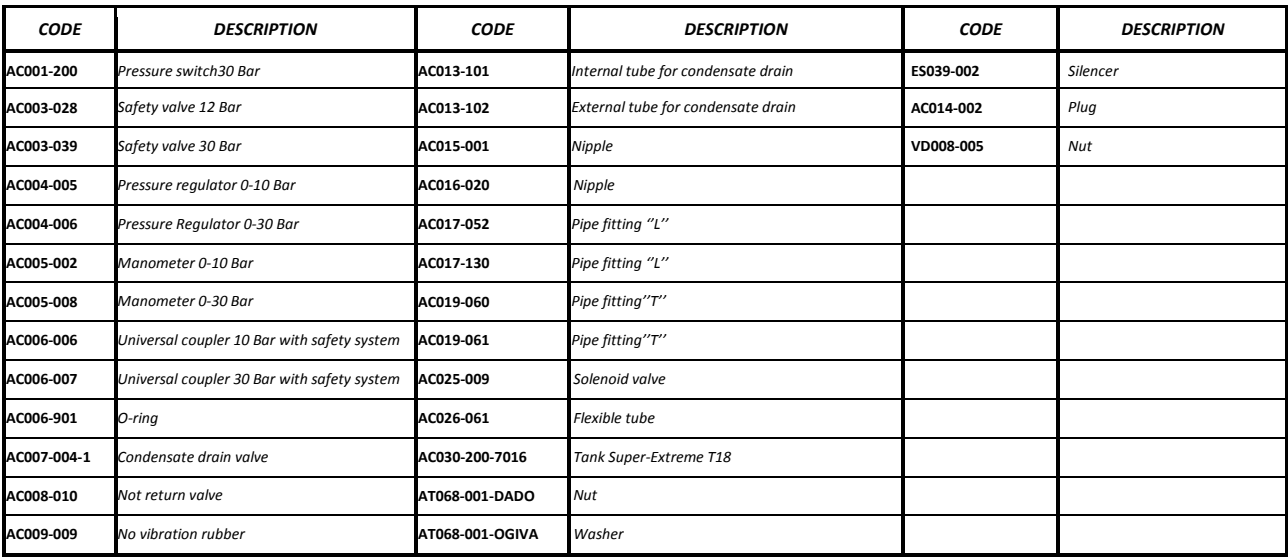 CODE DESCRIPTION CODE DESCRIPTION CODE DESCRIPTION
AC001-200 Pressure switch30 Bar AC013-101 Internal tube for condensate drain ES039-002 Silencer
AC003-028 Safety valve 12 Bar AC013-102 External tube for condensate drain AC014-002 Plug
AC003-039 Safety valve 30 Bar AC015-001 Nipple VD008-005 Nut
AC004-005 Pressure regulator 0-10 Bar AC016-020 Nipple
AC004-006 Pressure Regulator 0-30 Bar AC017-052 Pipe fitting ‘’L’’
AC005-002 Manometer 0-10 Bar AC017-130 Pipe fitting ‘’L’’
AC005-008 Manometer 0-30 Bar AC019-060 Pipe fitting’’T’’
AC006-006 Universal coupler 10 Bar with safety system AC019-061 Pipe fitting’’T’’
AC006-007 Universal coupler 30 Bar with safety system AC025-009 Solenoid valve
AC006-901 O-ring AC026-061 Flexible tube
AC007-004-1 Condensate drain valve AC030-200-7016 Tank Super-Extreme T18
AC008-010 Not return valve AT068-001-DADO Nut
AC009-009 No vibration rubber AT068-001-OGIVA Washer